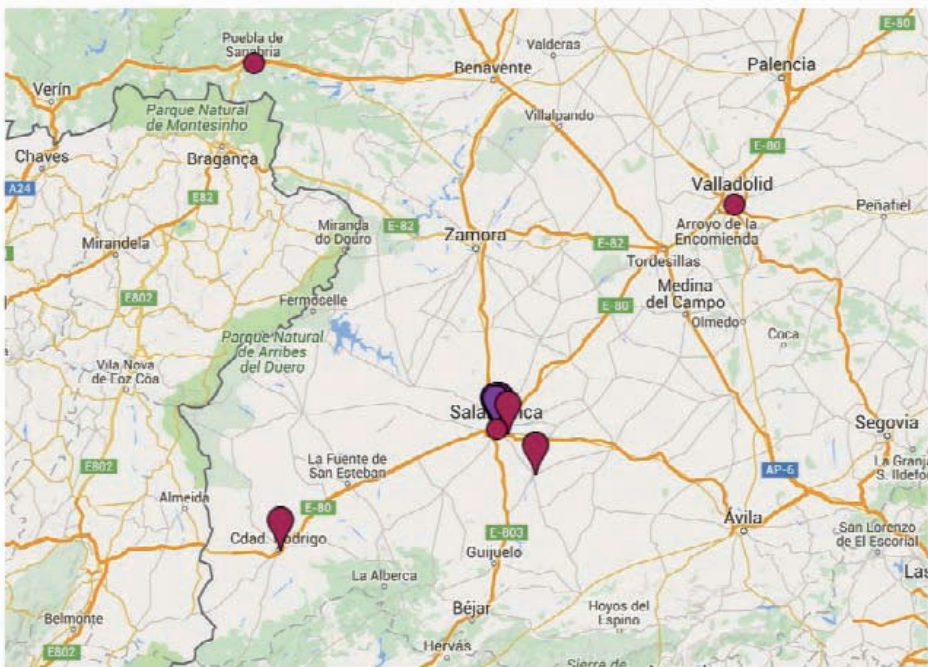 E-80
Puebla de
Sanabria
Valderas
Benavente
Palencia
Verín
Parque Natural
de Montesinho
Villalpando
Chaves
Bragança
E-80
A24
E82
Valladolid
Peñafiel
Miranda
do Douro
E-82
Zamora
E-82
Arroyo de la
Encomienda
Mirandela
Tordesillas
Medina
del Campo
E802
Fermoselle
E-80
Olmedo
Coca
Parque Natural
de Arribes
del Duero
Vila Nova
de Foz Côa
Segovia
E802
La Fuente de
San Esteban
AP-6
La Granja
S. Ildefo
Almeida
E-80
Ávila
Cdad. Rodrigo
E-803
San Lorenzo
de El Escorial
Guijuelo
La Alberca
Las
Belmonte
Béjar
Hoyos del
Espino
E802
Hervás
Sierra de